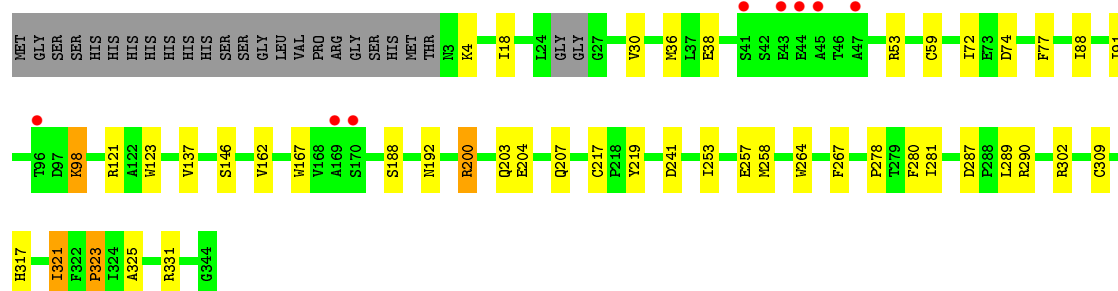 MET GLY SER SER HIS HIS HIS HIS HIS HIS HIS HIS SER SER GLY LEU VAL PRO ARG GLY SER HIS MET THR N3 K4 I18 L24 GLY GLY G27 V30 M36 L37 E38 S41 S42 E43 E44 A45 T46 A47 R53 C59 I72 E73 D74 F77 I88 I91
T96 D97 K98 R121 A122 W123 V137 S146 V162 W167 V168 A169 S170 S188 N192 R200 Q203 E204 Q207 C217 P218 Y219 D241 I253 E257 M258 W264 F267 P278 T279 F280 I281 D287 P288 L289 R290 R302 C309
H317 I321 F322 P323 I324 A325 R331 G344